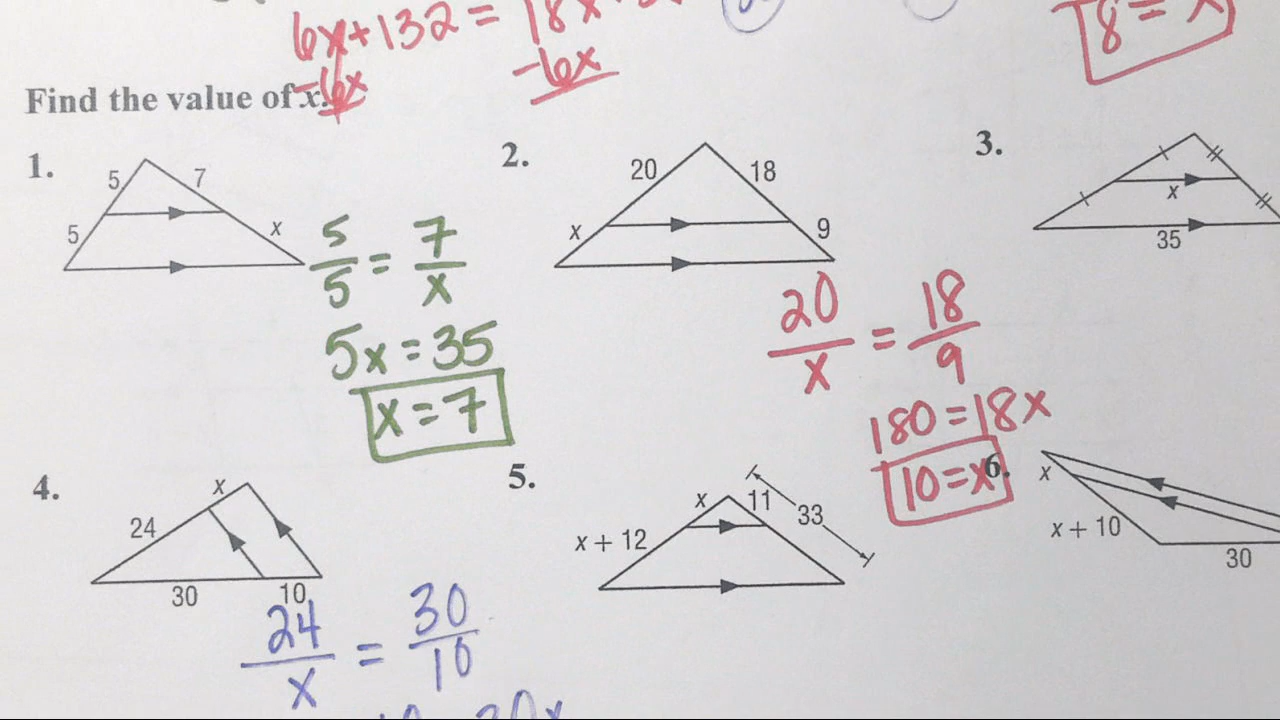 6x+132 = 18x
-6x
-6x
8 = x
Find the value of x.
1.
5
7
5
x
5/5 = 7/x
5x = 35
x = 7
2.
20
18
x
9
20/x = 18/9
180 = 18x
10 = x
3.
x
35
4.
x
24
30
10
24/x = 30/10
5.
x
11
33
x + 12
6.
x
x + 10
30